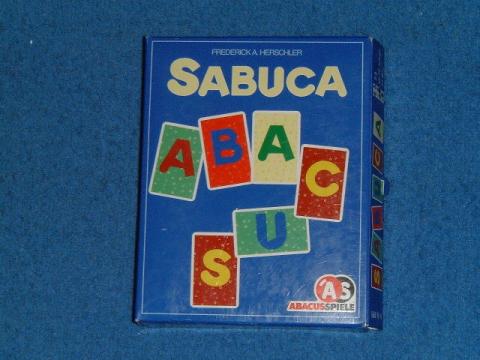 FREDERICK A. HERSCHLER
SABUCA
A B A C
U
S
AS
ABACUSSPIELE
S A B U C A